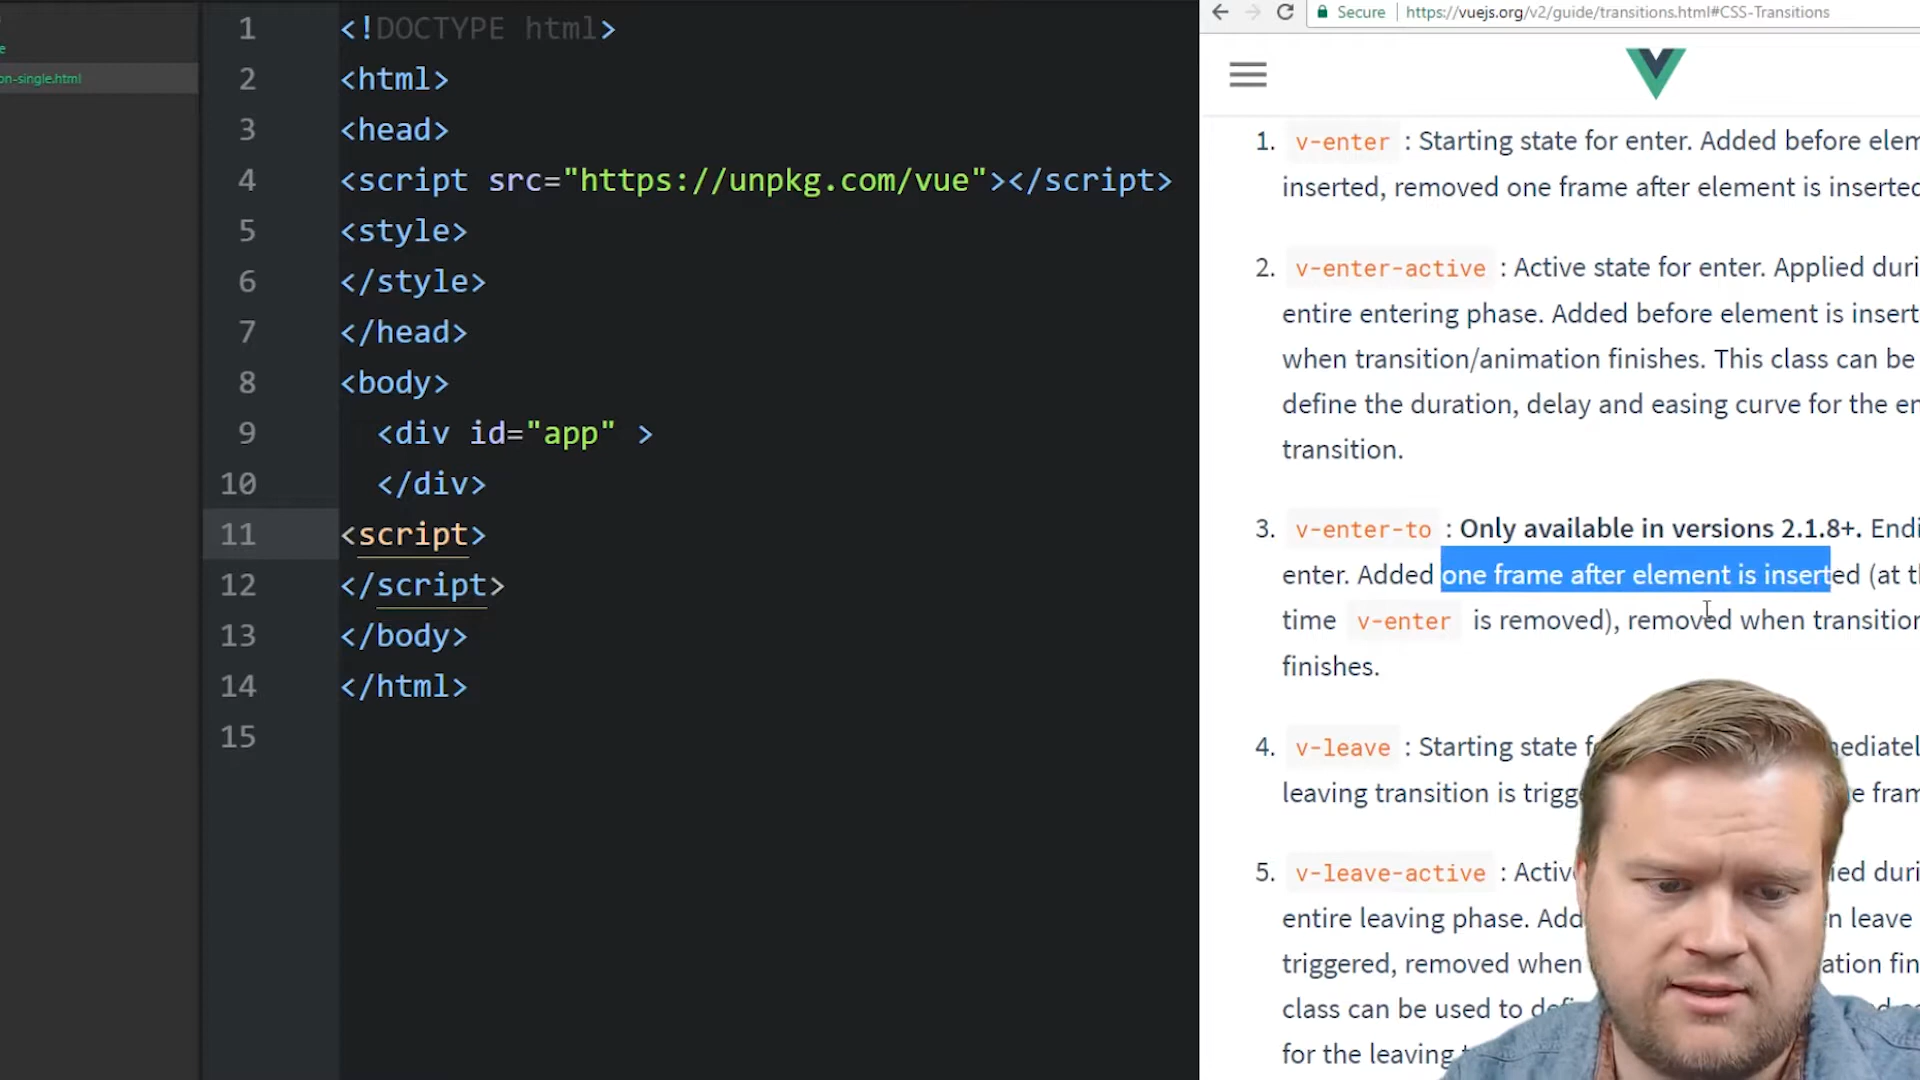 e
on-single.html
1 <!DOCTYPE html>
2 <html>
3 <head>
4 <script src="https://unpkg.com/vue"></script>
5 <style>
6 </style>
7 </head>
8 <body>
9 <div id="app" >
10 </div>
11 <script>
12 </script>
13 </body>
14 </html>
15
Secure https://vuejs.org/v2/guide/transitions.html#CSS-Transitions
1. v-enter : Starting state for enter. Added before elem
inserted, removed one frame after element is inserted
2. v-enter-active : Active state for enter. Applied duri
entire entering phase. Added before element is insert
when transition/animation finishes. This class can be
define the duration, delay and easing curve for the en
transition.
3. v-enter-to : Only available in versions 2.1.8+. Endi
enter. Added one frame after element is inserted (at th
time v-enter is removed), removed when transition
finishes.
4. v-leave : Starting state f mediatel
leaving transition is trigg e fram
5. v-leave-active : Activ ied duri
entire leaving phase. Add n leave
triggered, removed when ation fin
class can be used to de
for the leaving